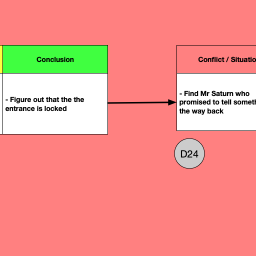 Conclusion
- Figure out that the the
entrance is locked
Conflict / Situatio
- Find Mr Saturn who
promised to tell someth
the way back
D24